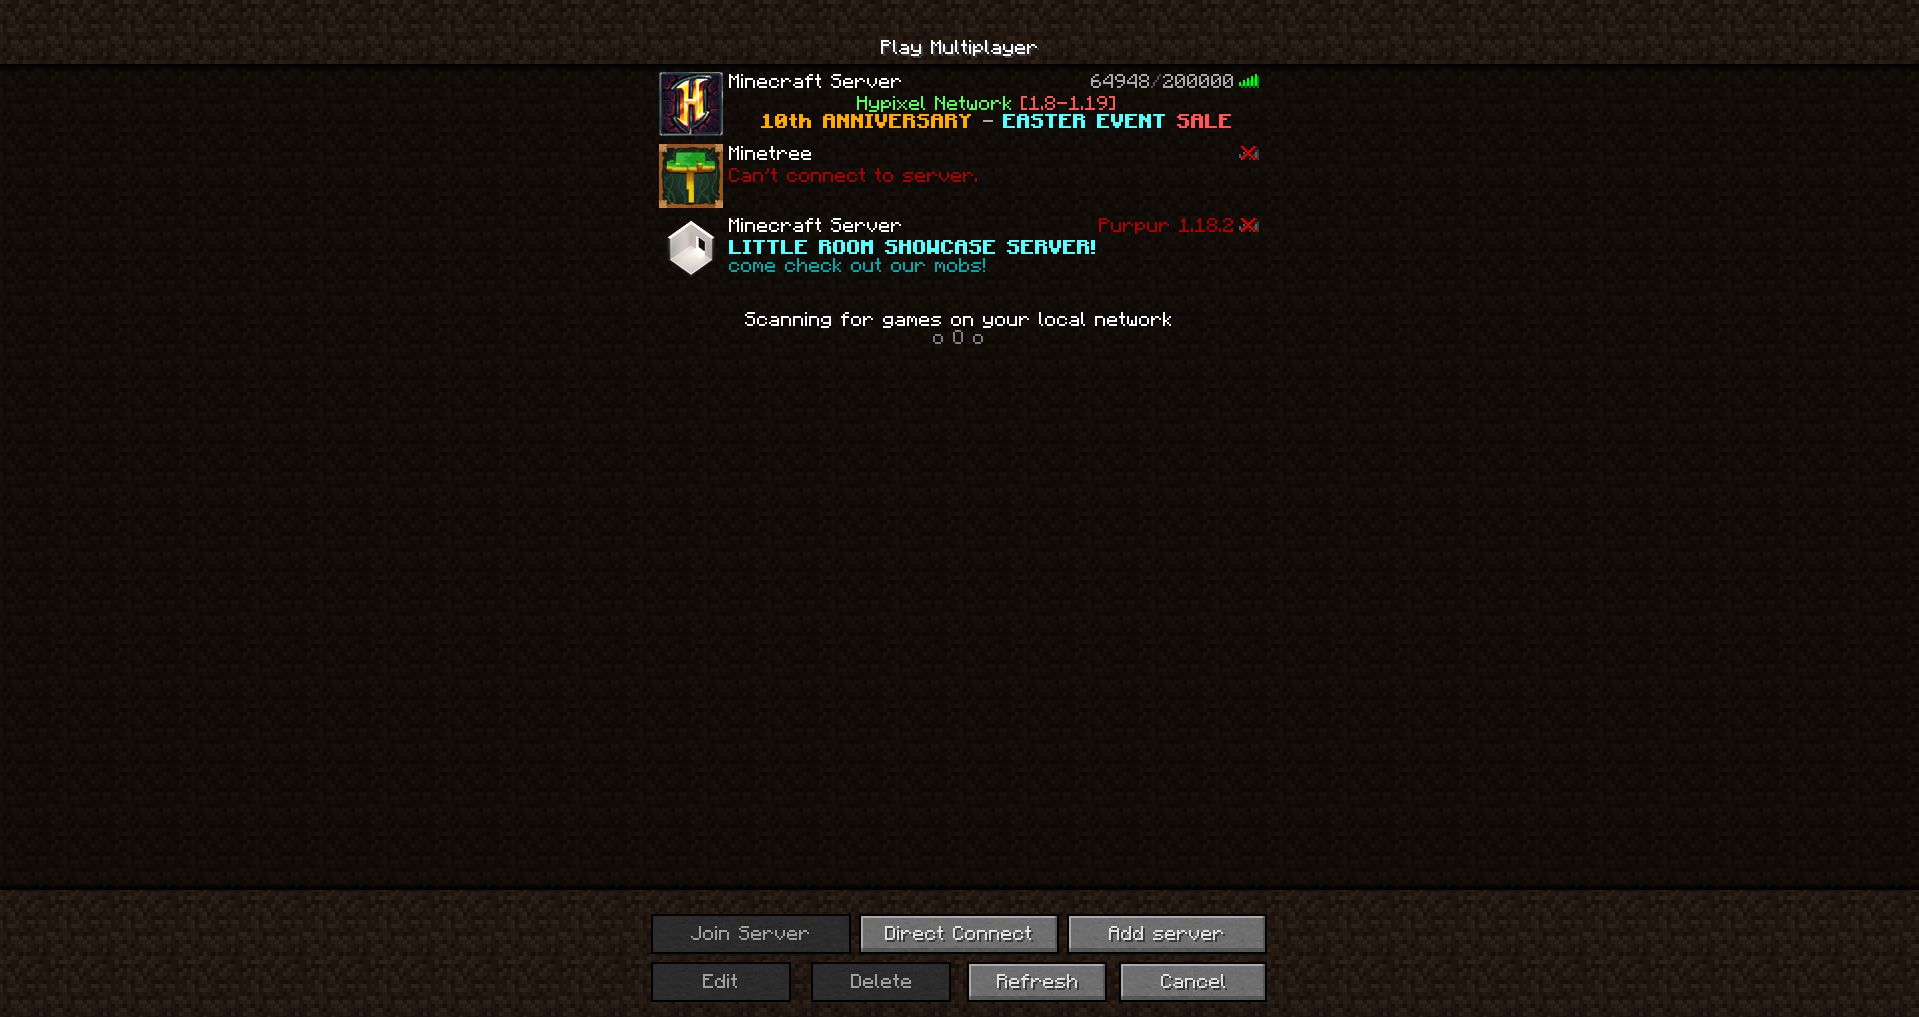 Play Multiplayer
Minecraft Server 64948/200000
Hypixel Network [1.8-1.19]
10th ANNIVERSARY - EASTER EVENT SALE
Minetree
Can't connect to server.
Minecraft Server Purpur 1.18.2
LITTLE ROOM SHOWCASE SERVER!
come check out our mobs!
Scanning for games on your local network
o O o
Join Server Direct Connect Add server
Edit Delete Refresh Cancel